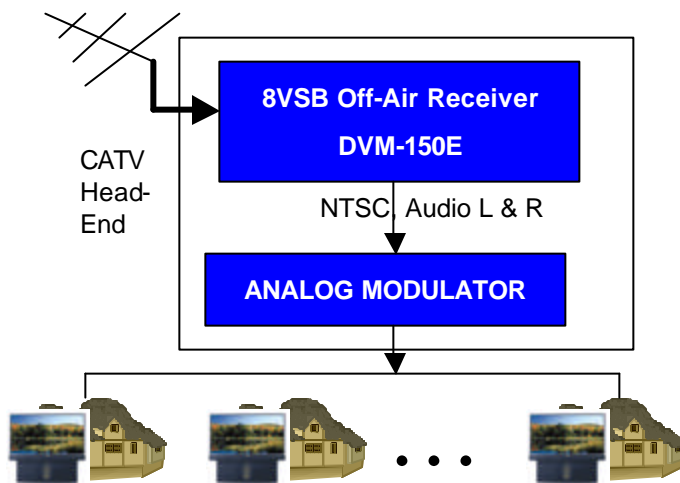 8VSB Off-Air Receiver
DVM-150E
CATV
Head-
End
NTSC, Audio L & R
ANALOG MODULATOR